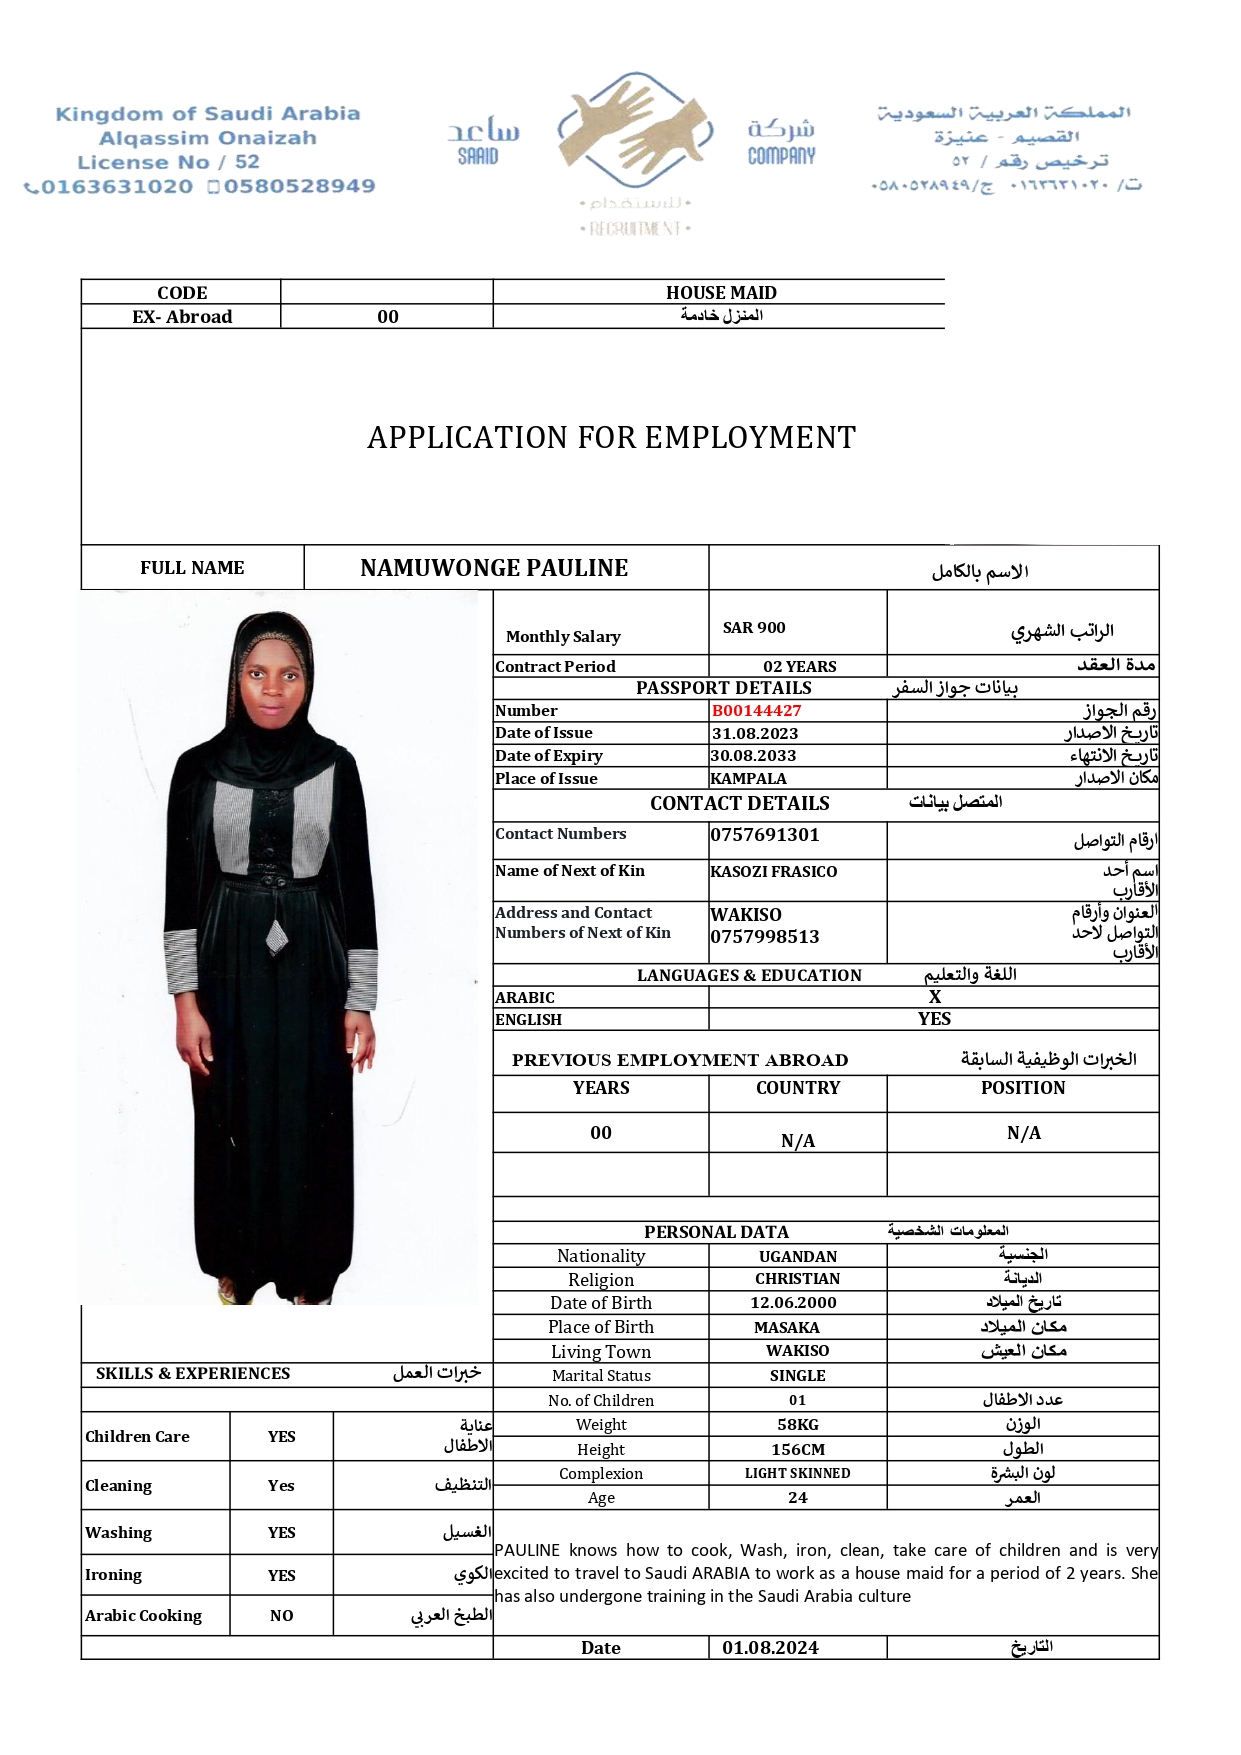 Kingdom of Saudi Arabia
Alqassim Onaizah
License No / 52
0163631020 0580528949
ساعد
SAAID
شركة
COMPANY
•للاستقدام•
•RECRUITMENT•
المملكة العربية السعودية
القصيم - عنيزة
ترخيص رقم / ٥٢
ت/ ٠١٦٣٦٣١٠٢٠ ج/٠٥٨٠٥٢٨٩٤٩
CODE HOUSE MAID
EX- Abroad 00 المنزل خادمة
APPLICATION FOR EMPLOYMENT
FULL NAME NAMUWONGE PAULINE الاسم بالكامل
Monthly Salary SAR 900 الراتب الشهري
Contract Period 02 YEARS مدة العقد
PASSPORT DETAILS بيانات جواز السفر
Number B00144427 رقم الجواز
Date of Issue 31.08.2023 تاريخ الاصدار
Date of Expiry 30.08.2033 تاريخ الانتهاء
Place of Issue KAMPALA مكان الاصدار
CONTACT DETAILS المتصل بيانات
Contact Numbers 0757691301 ارقام التواصل
Name of Next of Kin KASOZI FRASICO اسم أحد
الأقارب
Address and Contact WAKISO العنوان وأرقام
Numbers of Next of Kin 0757998513 التواصل لاحد
الأقارب
LANGUAGES & EDUCATION اللغة والتعليم
ARABIC X
ENGLISH YES
PREVIOUS EMPLOYMENT ABROAD الخبرات الوظيفية السابقة
YEARS COUNTRY POSITION
00 N/A N/A
PERSONAL DATA المعلومات الشخصية
Nationality UGANDAN الجنسية
Religion CHRISTIAN الديانة
Date of Birth 12.06.2000 تاريخ الميلاد
Place of Birth MASAKA مكان الميلاد
Living Town WAKISO مكان العيش
Marital Status SINGLE
No. of Children 01 عدد الاطفال
Weight 58KG الوزن
Height 156CM الطول
Complexion LIGHT SKINNED لون البشرة
Age 24 العمر
SKILLS & EXPERIENCES خبرات العمل
Children Care YES عناية
الاطفال
Cleaning Yes التنظيف
Washing YES الغسيل
Ironing YES الكوي
Arabic Cooking NO الطبخ العربي
PAULINE knows how to cook, Wash, iron, clean, take care of children and is very
excited to travel to Saudi ARABIA to work as a house maid for a period of 2 years. She
has also undergone training in the Saudi Arabia culture
Date 01.08.2024 التاريخ